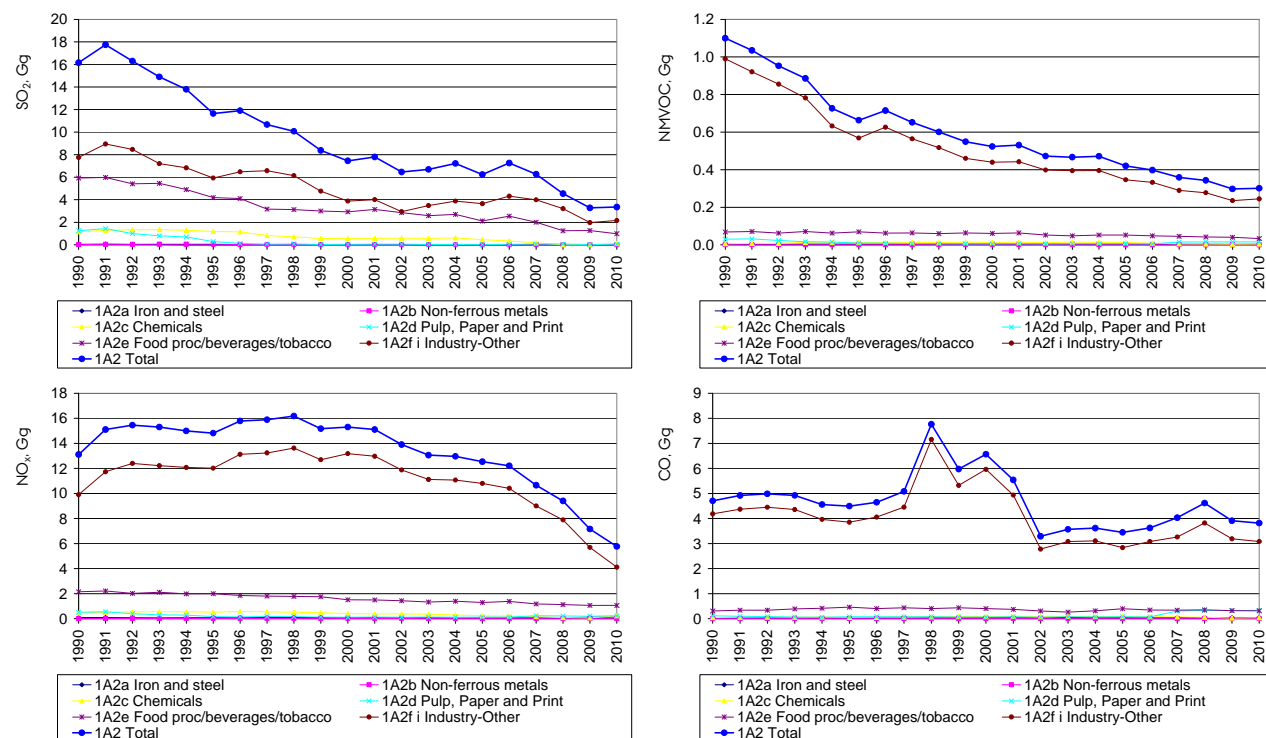 SO2, Gg
20
18
16
14
12
10
8
6
4
2
0
1990 1991 1992 1993 1994 1995 1996 1997 1998 1999 2000 2001 2002 2003 2004 2005 2006 2007 2008 2009 2010
1A2a Iron and steel 1A2b Non-ferrous metals
1A2c Chemicals 1A2d Pulp, Paper and Print
1A2e Food proc/beverages/tobacco 1A2f i Industry-Other
1A2 Total
NMVOC, Gg
1.2
1.0
0.8
0.6
0.4
0.2
0.0
1990 1991 1992 1993 1994 1995 1996 1997 1998 1999 2000 2001 2002 2003 2004 2005 2006 2007 2008 2009 2010
1A2a Iron and steel 1A2b Non-ferrous metals
1A2c Chemicals 1A2d Pulp, Paper and Print
1A2e Food proc/beverages/tobacco 1A2f i Industry-Other
1A2 Total
NOx, Gg
18
16
14
12
10
8
6
4
2
0
1990 1991 1992 1993 1994 1995 1996 1997 1998 1999 2000 2001 2002 2003 2004 2005 2006 2007 2008 2009 2010
1A2a Iron and steel 1A2b Non-ferrous metals
1A2c Chemicals 1A2d Pulp, Paper and Print
1A2e Food proc/beverages/tobacco 1A2f i Industry-Other
1A2 Total
CO, Gg
9
8
7
6
5
4
3
2
1
0
1990 1991 1992 1993 1994 1995 1996 1997 1998 1999 2000 2001 2002 2003 2004 2005 2006 2007 2008 2009 2010
1A2a Iron and steel 1A2b Non-ferrous metals
1A2c Chemicals 1A2d Pulp, Paper and Print
1A2e Food proc/beverages/tobacco 1A2f i Industry-Other
1A2 Total